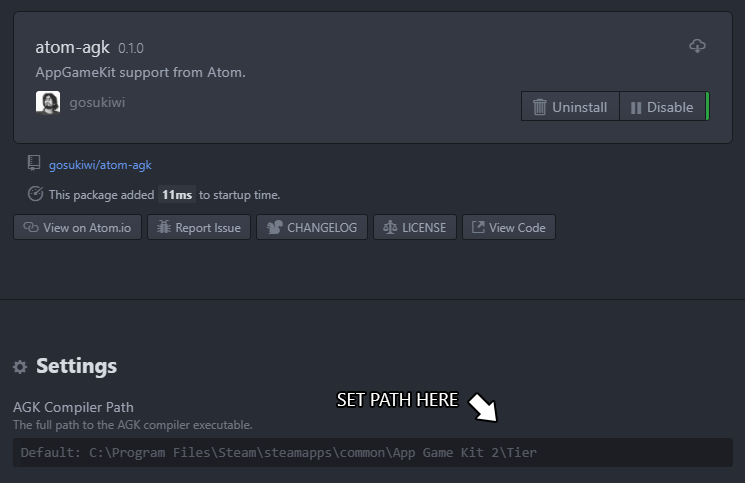 atom-agk 0.1.0
AppGameKit support from Atom.
gosukiwi
Uninstall Disable
gosukiwi/atom-agk
This package added 11ms to startup time.
View on Atom.io Report Issue CHANGELOG LICENSE View Code
Settings
SET PATH HERE
AGK Compiler Path
The full path to the AGK compiler executable.
Default: C:\Program Files\Steam\steamapps\common\App Game Kit 2\Tier